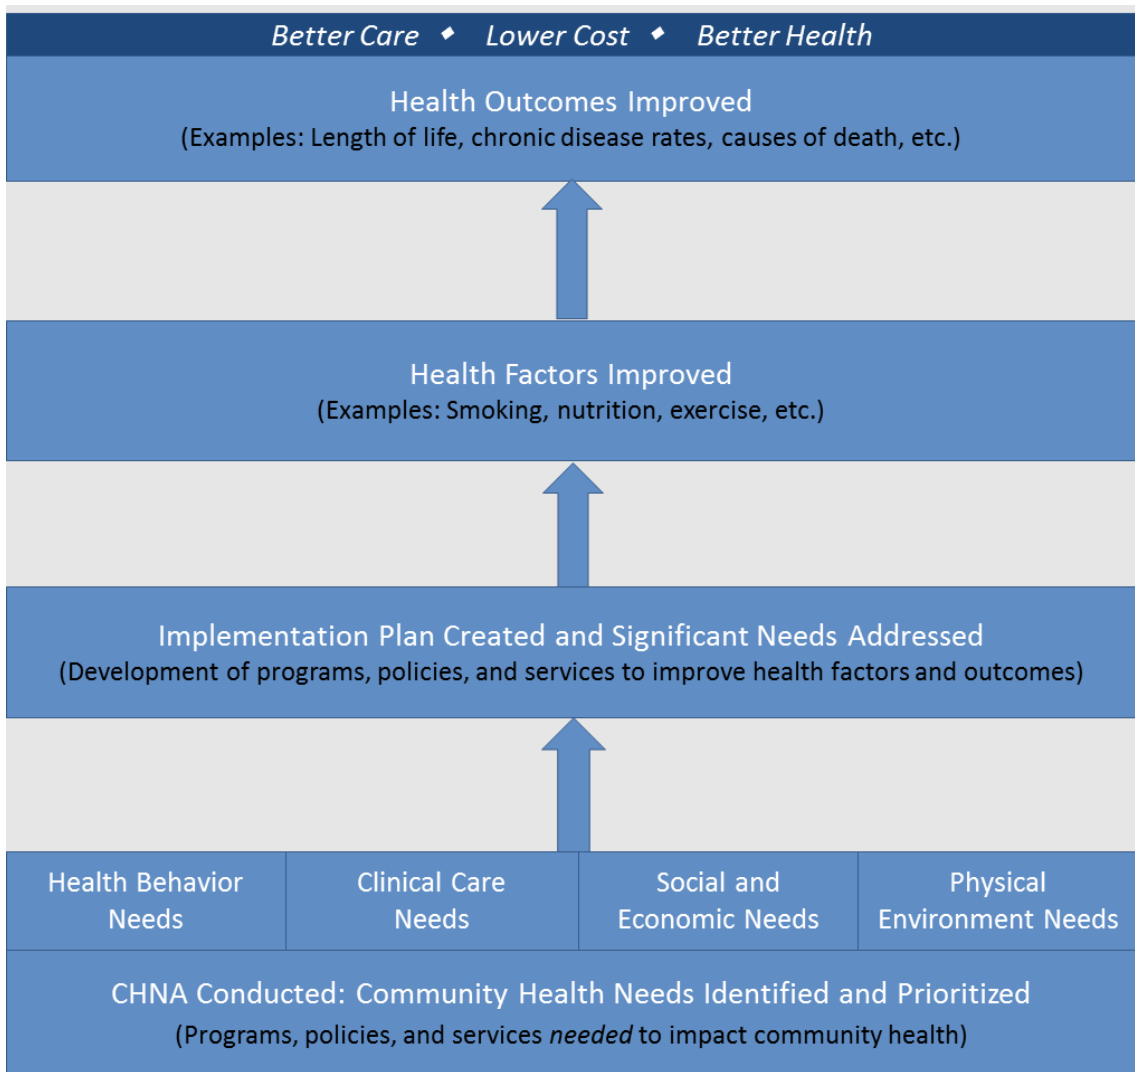 Better Care ◆ Lower Cost ◆ Better Health
Health Outcomes Improved
(Examples: Length of life, chronic disease rates, causes of death, etc.)
Health Factors Improved
(Examples: Smoking, nutrition, exercise, etc.)
Implementation Plan Created and Significant Needs Addressed
(Development of programs, policies, and services to improve health factors and outcomes)
Health Behavior
Needs
Clinical Care
Needs
Social and
Economic Needs
Physical
Environment Needs
CHNA Conducted: Community Health Needs Identified and Prioritized
(Programs, policies, and services needed to impact community health)